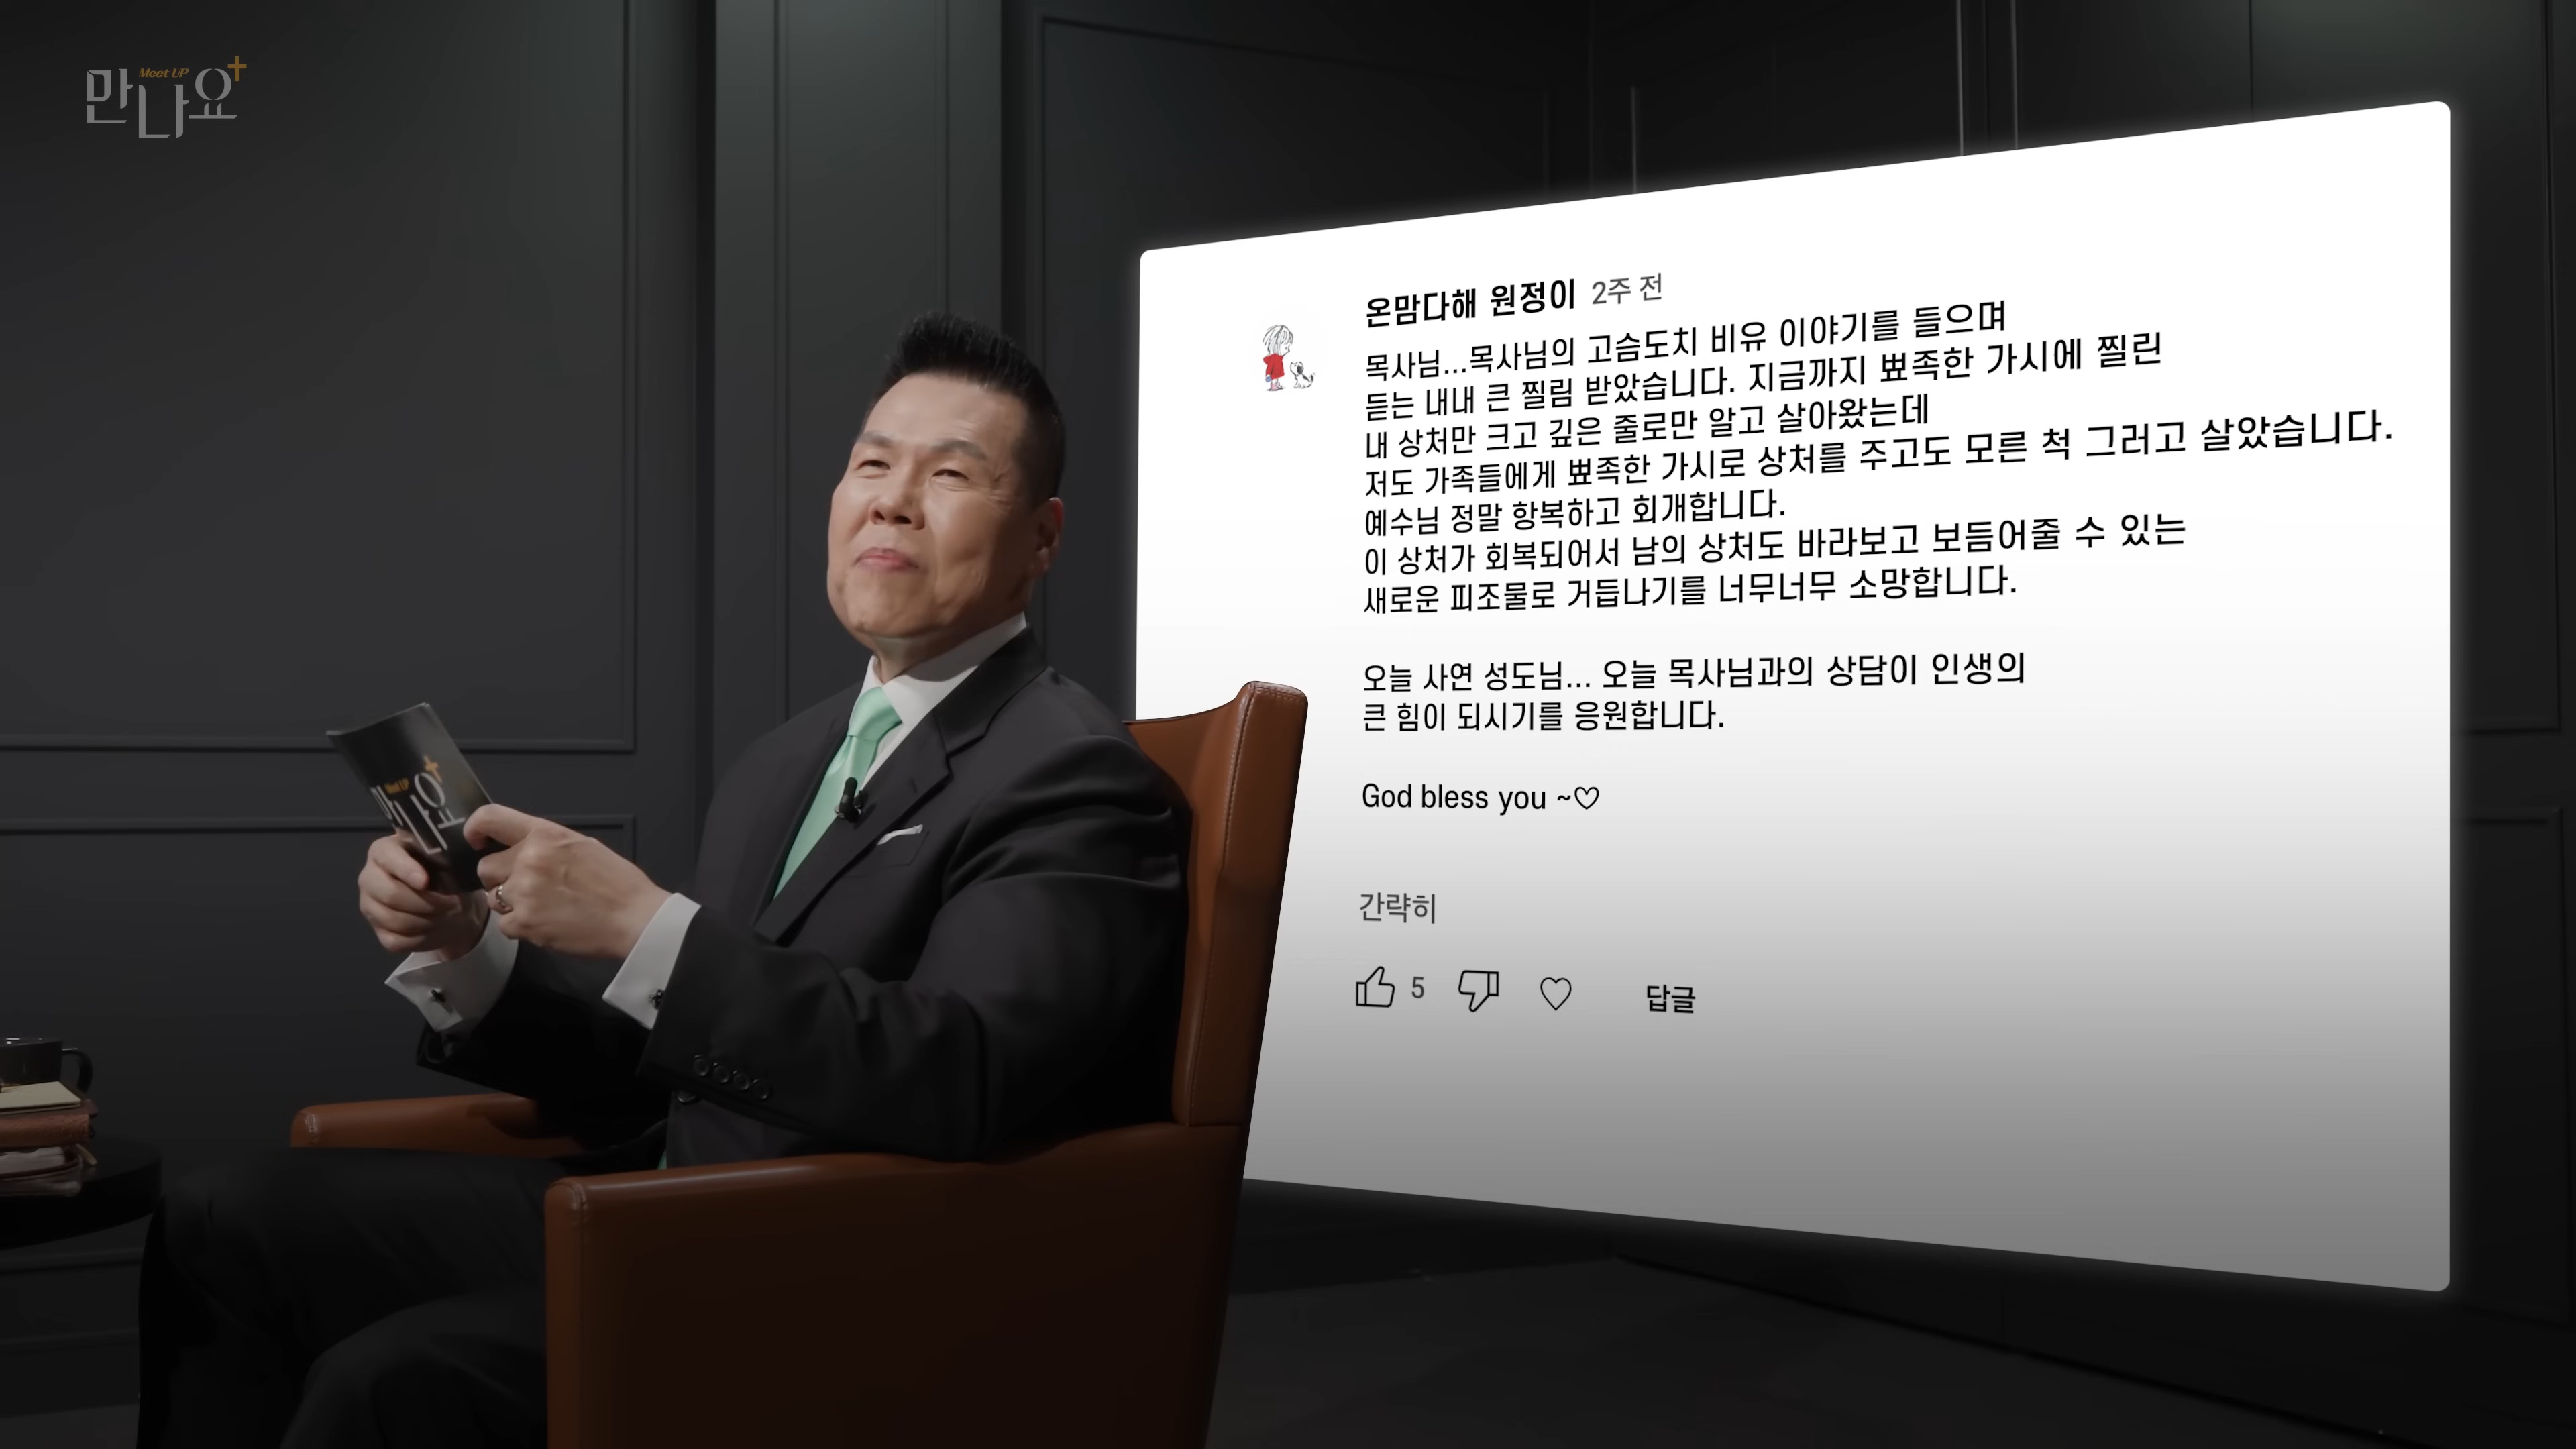 만나요
Meet UP
온맘다해 원정이 2주 전
목사님...목사님의 고슴도치 비유 이야기를 들으며
듣는 내내 큰 찔림 받았습니다. 지금까지 뾰족한 가시에 찔린
내 상처만 크고 깊은 줄로만 알고 살아왔는데
저도 가족들에게 뾰족한 가시로 상처를 주고도 모른 척 그러고 살았습니다.
예수님 정말 항복하고 회개합니다.
이 상처가 회복되어서 남의 상처도 바라보고 보듬어줄 수 있는
새로운 피조물로 거듭나기를 너무너무 소망합니다.
오늘 사연 성도님... 오늘 목사님과의 상담이 인생의
큰 힘이 되시기를 응원합니다.
God bless you ~♡
간략히
5
답글
Meet UP
만나요